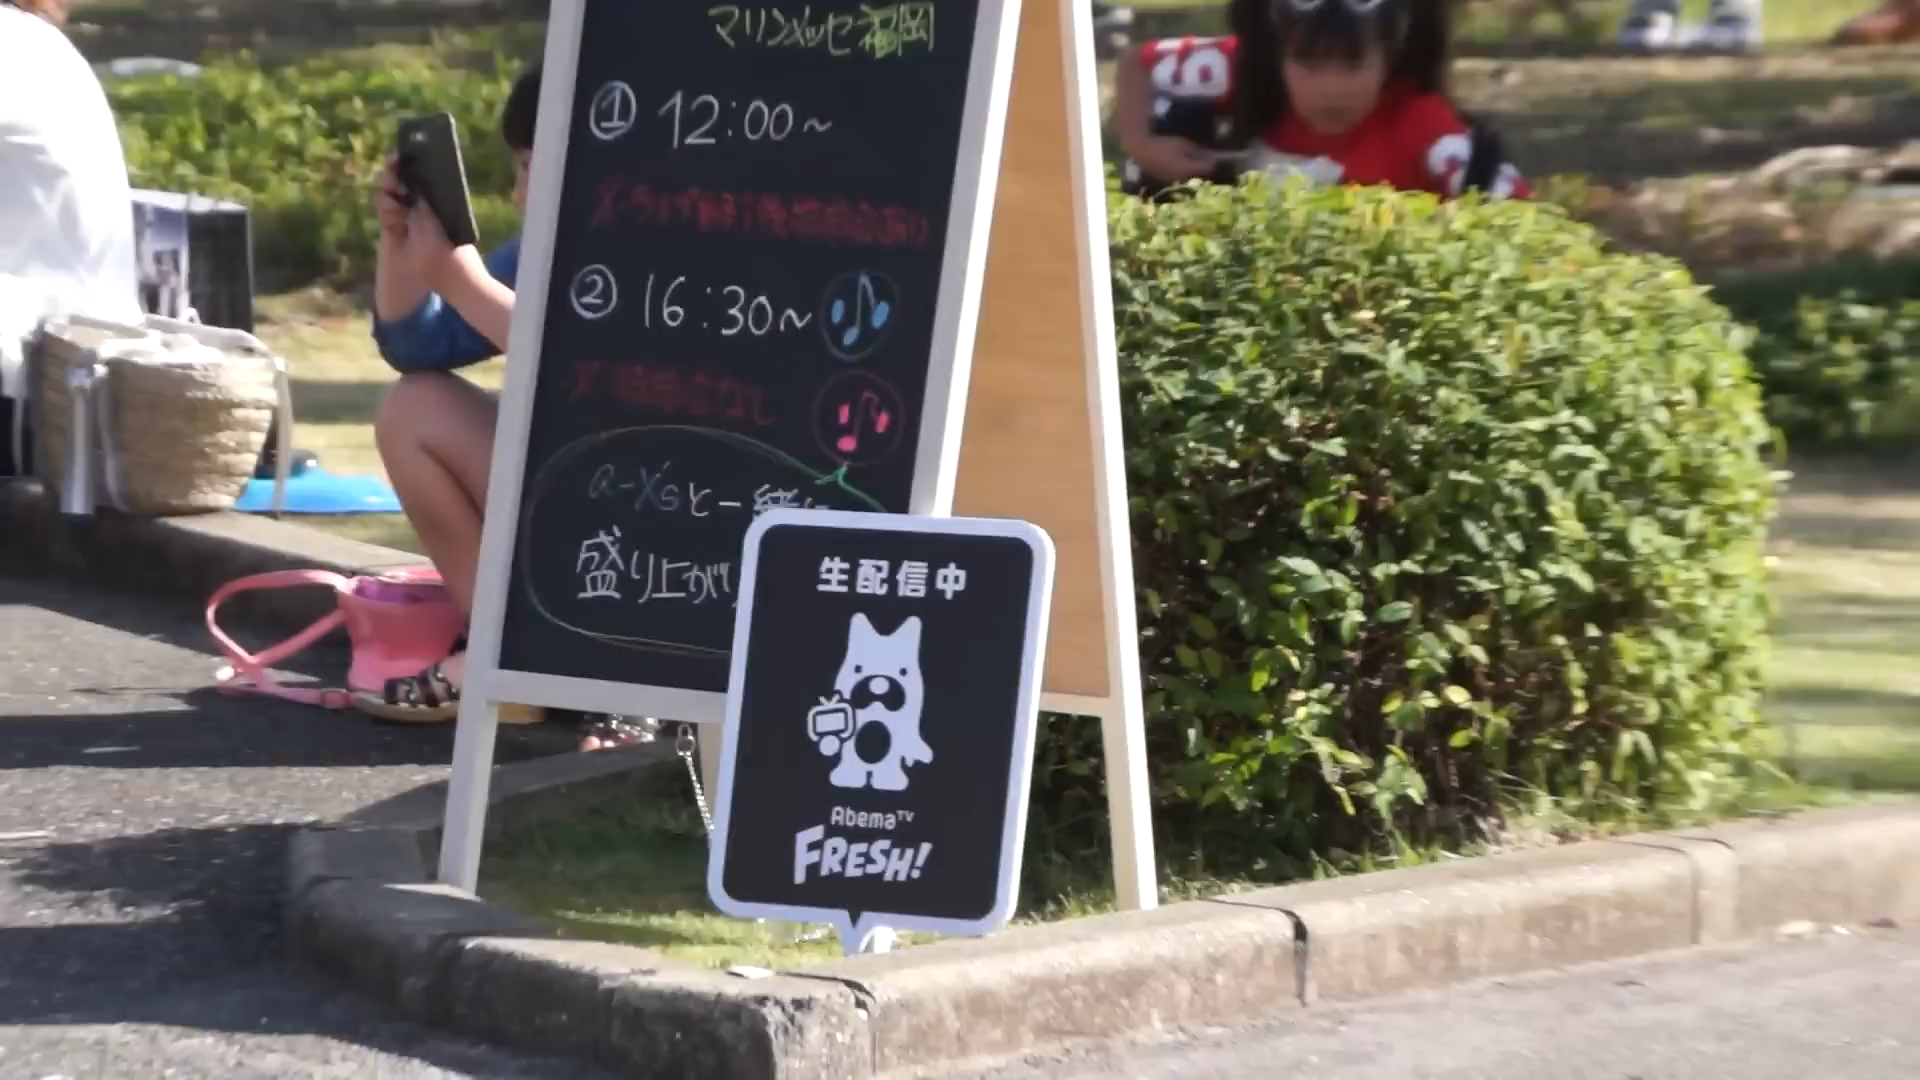 マリンメッセ福岡
① 12:00~
② 16:30~
a-x'sと一緒に
盛り上がり
生配信中
AbemaTV
FRESH!